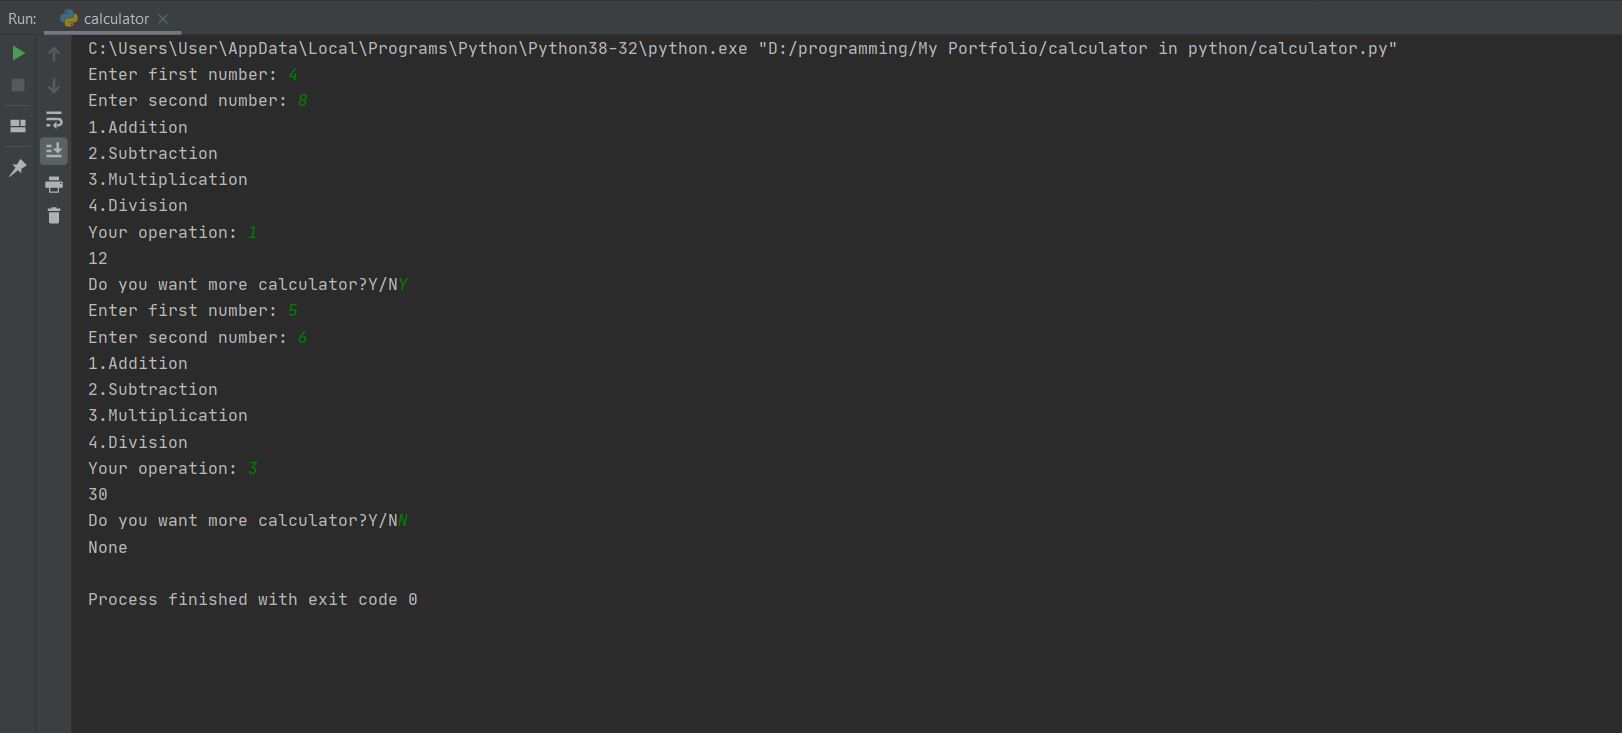 Run: calculator
C:\Users\User\AppData\Local\Programs\Python\Python38-32\python.exe "D:/programming/My Portfolio/calculator in python/calculator.py"
Enter first number: 4
Enter second number: 8
1.Addition
2.Subtraction
3.Multiplication
4.Division
Your operation: 1
12
Do you want more calculator?Y/NY
Enter first number: 5
Enter second number: 6
1.Addition
2.Subtraction
3.Multiplication
4.Division
Your operation: 3
30
Do you want more calculator?Y/NN
None
Process finished with exit code 0